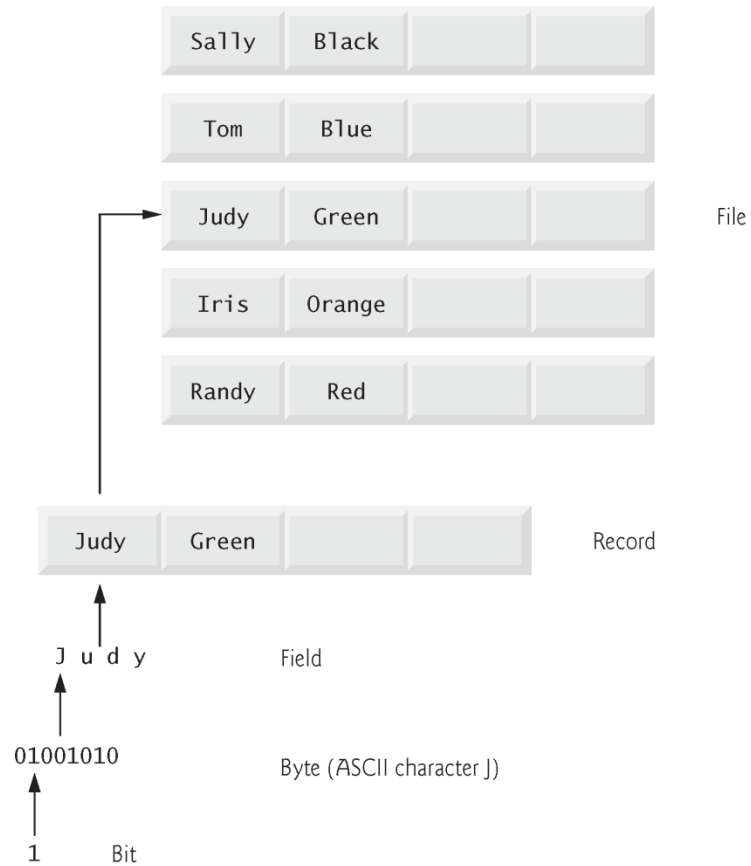 Sally Black
Tom Blue
Judy Green File
Iris Orange
Randy Red
Judy Green Record
J u d y Field
01001010 Byte (ASCII character J)
1 Bit